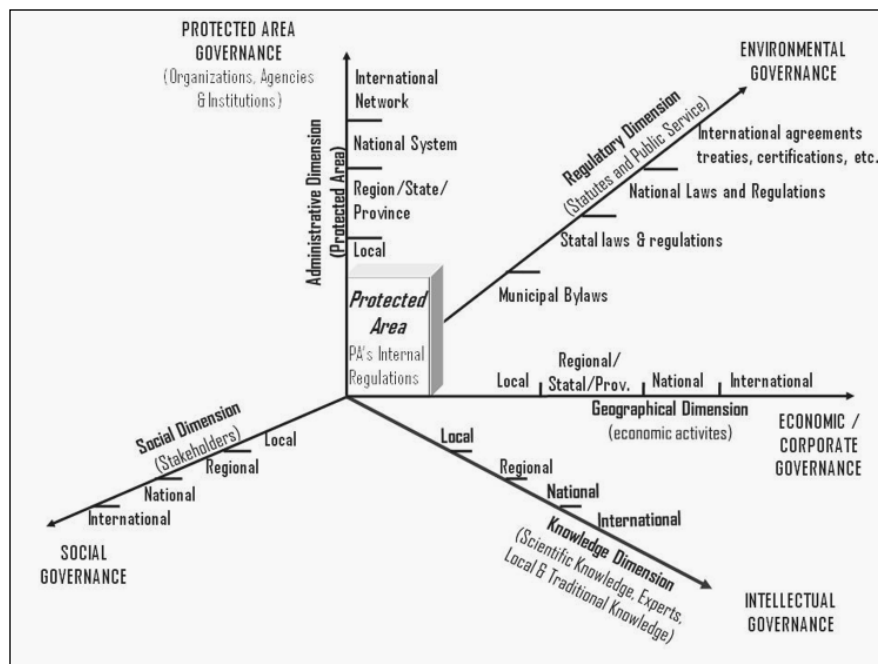 PROTECTED AREA
GOVERNANCE
(Organizations, Agencies
& Institutions)
Administrative Dimension
(Protected Area)
International
Network
National System
Region/State/
Province
Local
Protected
Area
PA's Internal
Regulations
ENVIRONMENTAL
GOVERNANCE
Regulatory Dimension
(Statutes and Public Service)
International agreements
treaties, certifications, etc.
National Laws and Regulations
Statal laws & regulations
Municipal Bylaws
Local
Regional/
Statal/Prov.
National
International
Geographical Dimension
(economic activites)
ECONOMIC /
CORPORATE
GOVERNANCE
Social Dimension
(Stakeholders)
Local
Regional
National
International
SOCIAL
GOVERNANCE
Local
Regional
National
International
Knowledge Dimension
(Scientific Knowledge, Experts,
Local & Traditional Knowledge)
INTELLECTUAL
GOVERNANCE